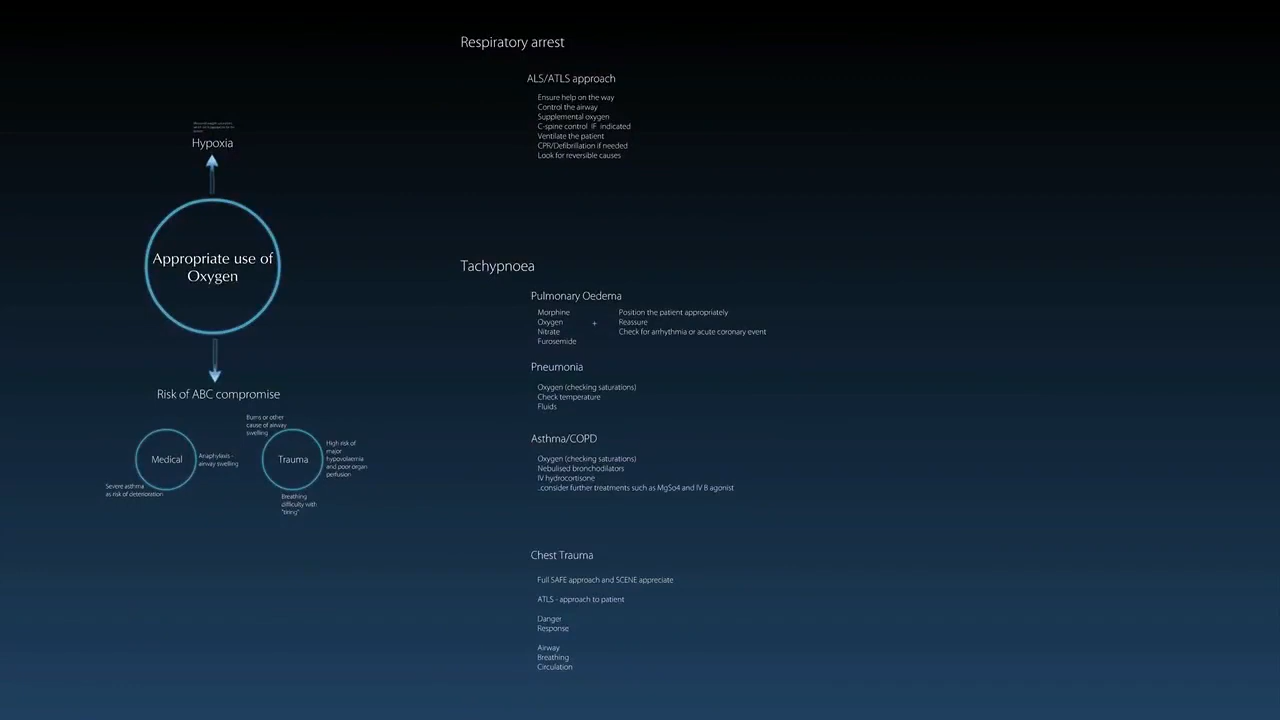 Hypoxia
Appropriate use of
Oxygen
Risk of ABC compromise
Medical
Anaphylaxis -
airway swelling
Severe asthma
as risk of deterioration
Burns or other
cause of airway
swelling
Trauma
High risk of
major
hypovolaemia
and poor organ
perfusion
Breathing
difficulty with
"tiring"
Respiratory arrest
ALS/ATLS approach
Ensure help on the way
Control the airway
Supplemental oxygen
C-spine control IF indicated
Ventilate the patient
CPR/Defibrillation if needed
Look for reversible causes
Tachypnoea
Pulmonary Oedema
Morphine
Oxygen
Nitrate
Furosemide
+
Position the patient appropriately
Reassure
Check for arrhythmia or acute coronary event
Pneumonia
Oxygen (checking saturations)
Check temperature
Fluids
Asthma/COPD
Oxygen (checking saturations)
Nebulised bronchodilators
IV hydrocortisone
..consider further treatments such as MgSo4 and IV B agonist
Chest Trauma
Full SAFE approach and SCENE appreciate
ATLS - approach to patient
Danger
Response
Airway
Breathing
Circulation